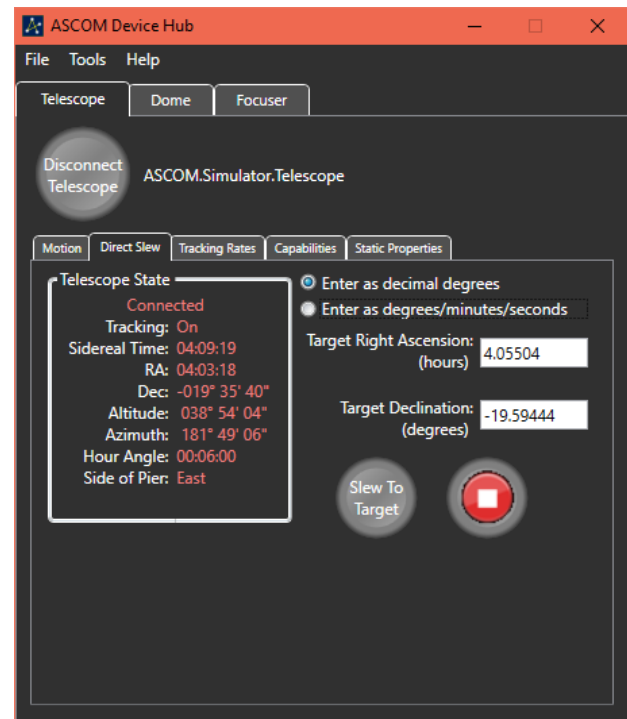 ASCOM Device Hub
File Tools Help
Telescope Dome Focuser
Disconnect
Telescope
ASCOM.Simulator.Telescope
Motion Direct Slew Tracking Rates Capabilities Static Properties
Telescope State
Connected
Tracking: On
Sidereal Time: 04:09:19
RA: 04:03:18
Dec: -019° 35' 40"
Altitude: 038° 54' 04"
Azimuth: 181° 49' 06"
Hour Angle: 00:06:00
Side of Pier: East
Enter as decimal degrees
Enter as degrees/minutes/seconds
Target Right Ascension:
(hours)
4.05504
Target Declination:
(degrees)
-19.59444
Slew To
Target